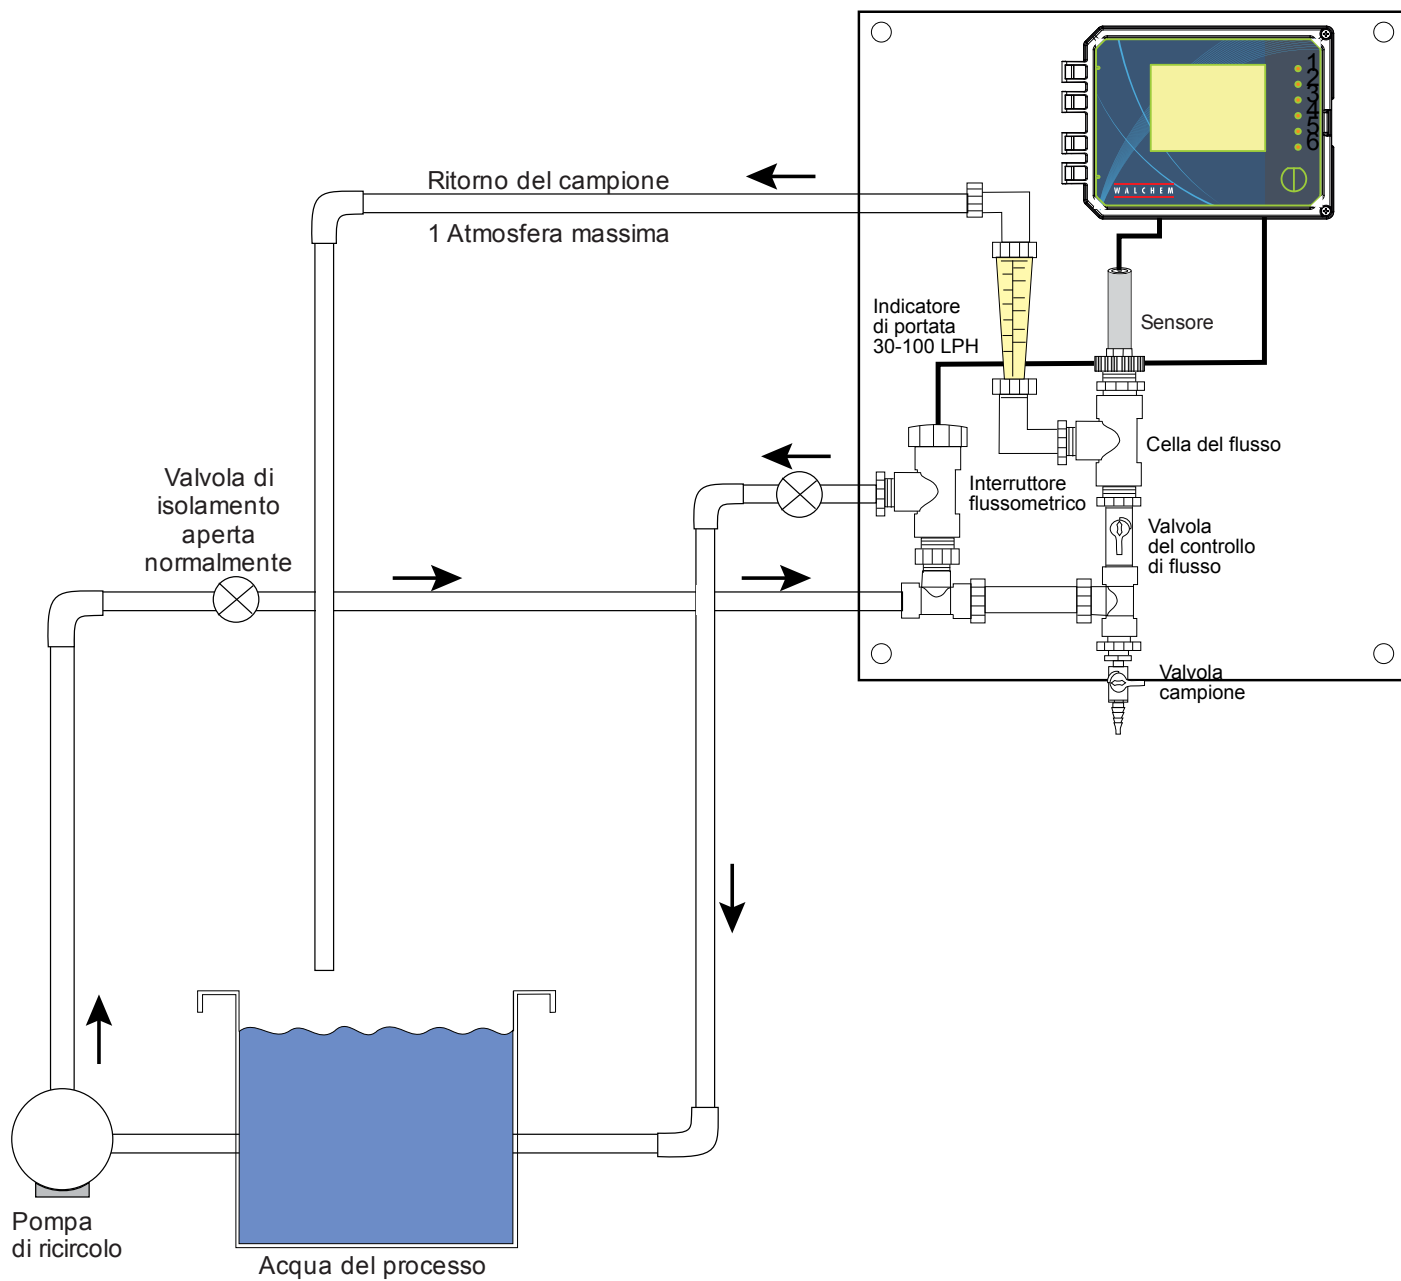 1
2
3
4
5
6
WALCHEM
Ritorno del campione
1 Atmosfera massima
Indicatore
di portata
30-100 LPH
Sensore
Cella del flusso
Interruttore
flussometrico
Valvola di
isolamento
aperta
normalmente
Valvola
del controllo
di flusso
Valvola
campione
Pompa
di ricircolo
Acqua del processo